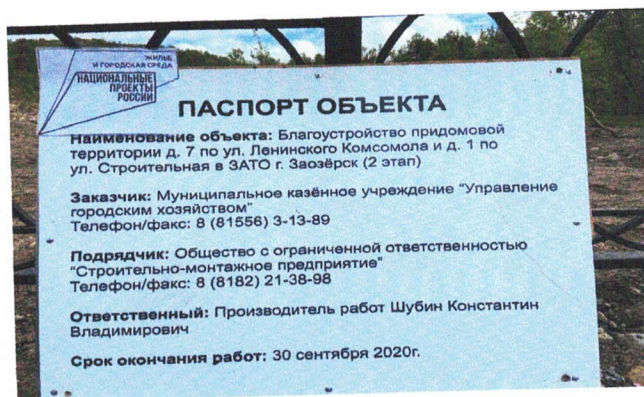 ЖИЛЬЕ
И ГОРОДСКАЯ СРЕДА
НАЦИОНАЛЬНЫЕ
ПРОЕКТЫ
РОССИИ
ПАСПОРТ ОБЪЕКТА
Наименование объекта: Благоустройство придомовой
территории д. 7 по ул. Ленинского Комсомола и д. 1 по
ул. Строительная в ЗАТО г. Заозёрск (2 этап)
Заказчик: Муниципальное казённое учреждение "Управление
городским хозяйством"
Телефон/факс: 8 (81556) 3-13-89
Подрядчик: Общество с ограниченной ответственностью
"Строительно-монтажное предприятие"
Телефон/факс: 8 (8182) 21-38-98
Ответственный: Производитель работ Шубин Константин
Владимирович
Срок окончания работ: 30 сентября 2020г.